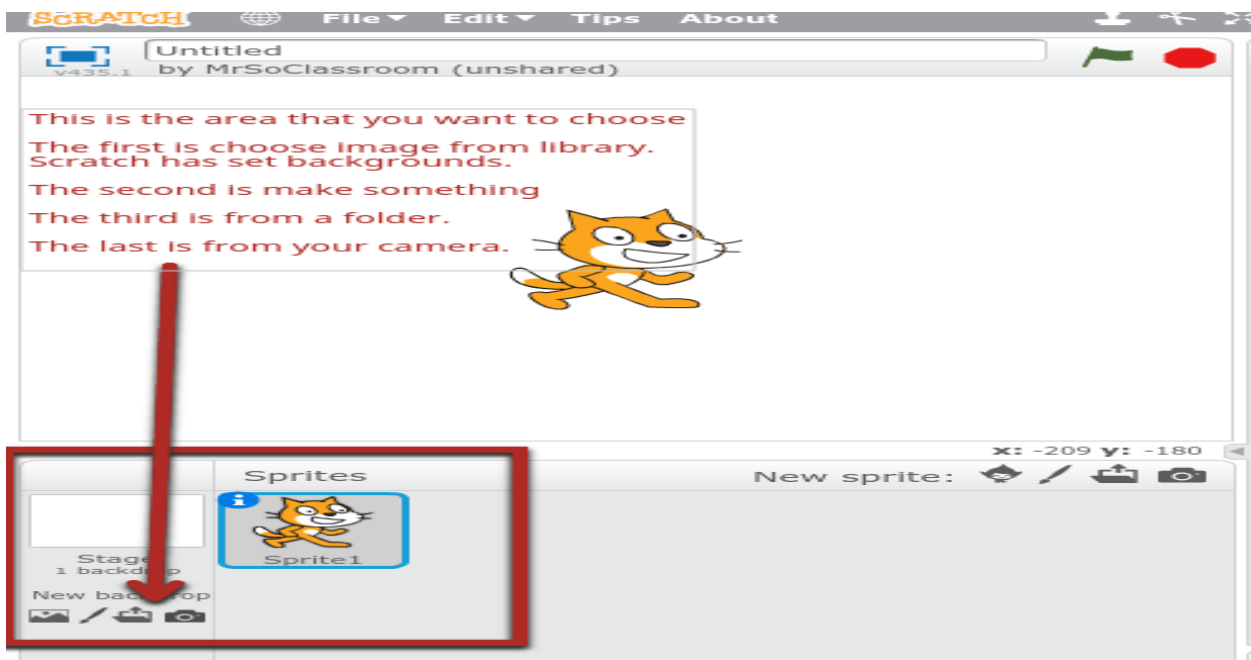 SCRATCH File Edit Tips About
Untitled
v435.1 by MrSoClassroom (unshared)
This is the area that you want to choose
The first is choose image from library.
Scratch has set backgrounds.
The second is make something
The third is from a folder.
The last is from your camera.
x: -209 y: -180
Sprites New sprite:
Stage Sprite1
1 backdrop
New backdrop